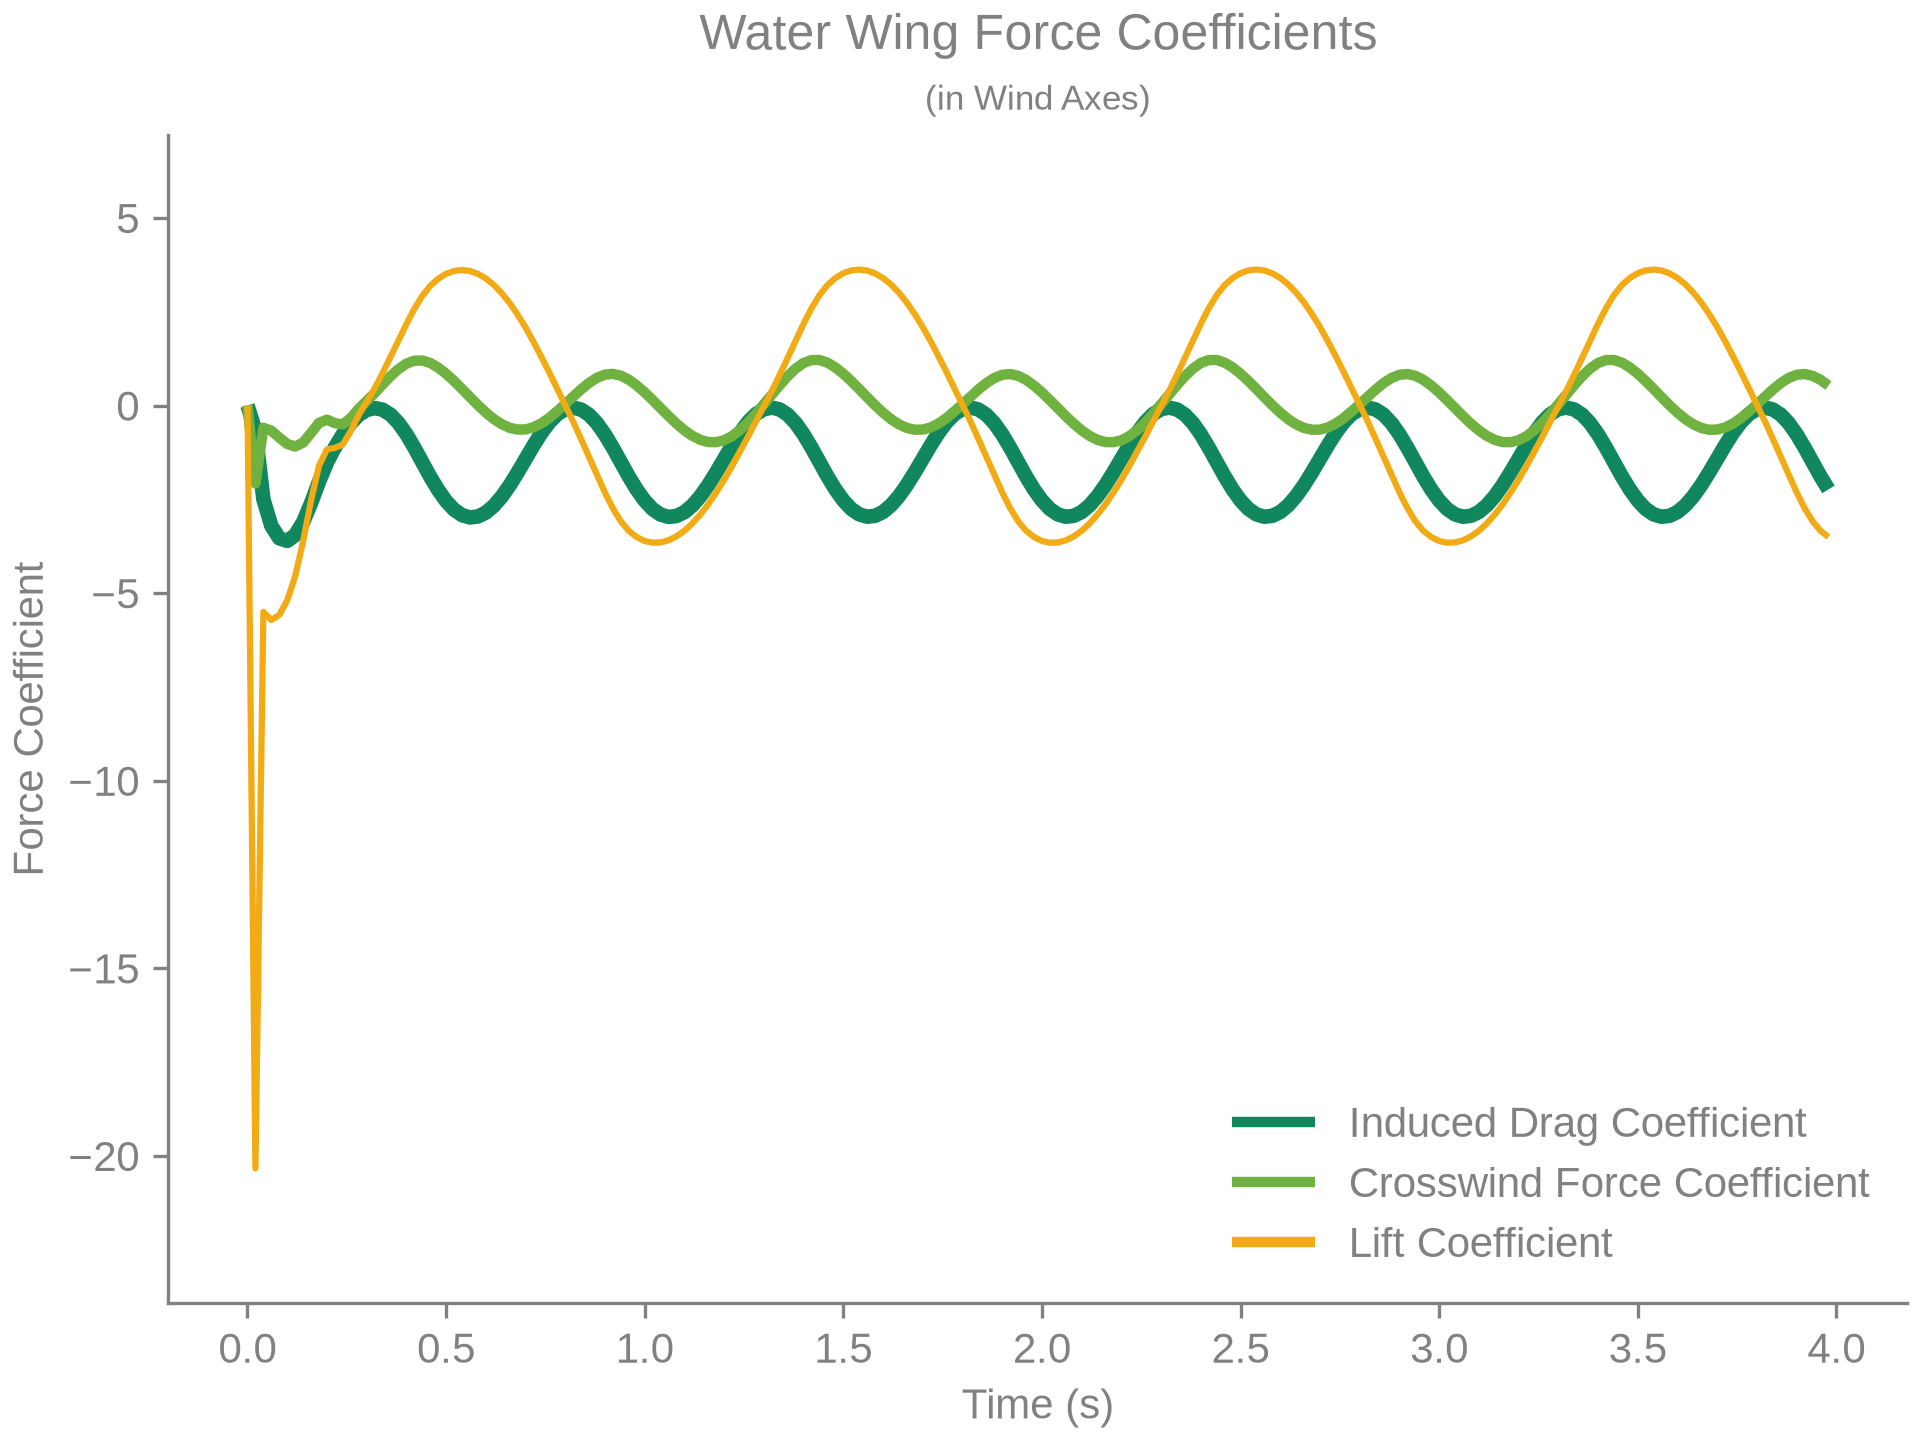 Water Wing Force Coefficients
(in Wind Axes)
Force Coefficient
5
0
−5
−10
−15
−20
Induced Drag Coefficient
Crosswind Force Coefficient
Lift Coefficient
0.0 0.5 1.0 1.5 2.0 2.5 3.0 3.5 4.0
Time (s)